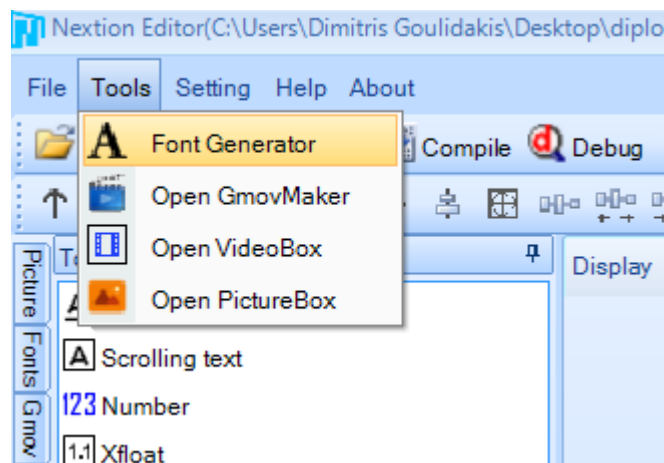 Nextion Editor(C:\Users\Dimitris Goulidakis\Desktop\diplo
File Tools Setting Help About
Font Generator
Compile Debug
Open GmovMaker
Open VideoBox
Display
Open PictureBox
Picture
Fonts
Gmov
Scrolling text
123 Number
1.1 Xfloat